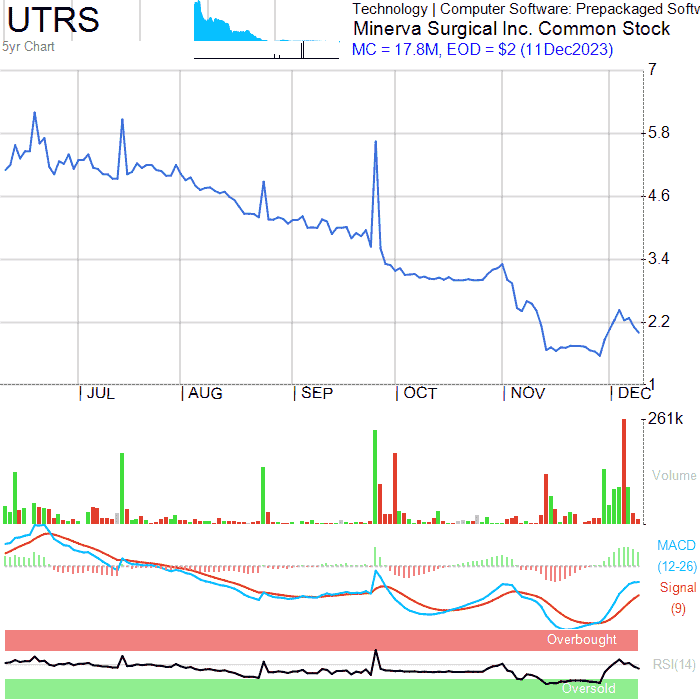 UTRS
5yr Chart
Technology | Computer Software: Prepackaged Softw
Minerva Surgical Inc. Common Stock
MC = 17.8M, EOD = $2 (11Dec2023)
7
5.8
4.6
3.4
2.2
1
| JUL | AUG | SEP | OCT | NOV | DEC
261k
Volume
MACD
(12-26)
Signal
(9)
Overbought
RSI(14)
Oversold